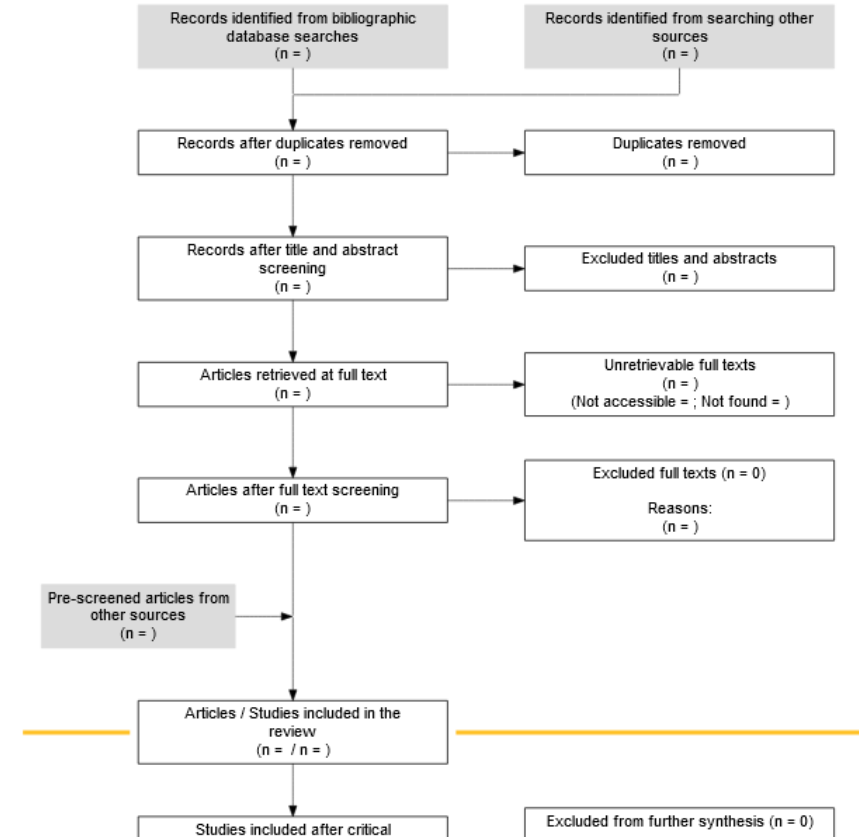 Records identified from bibliographic
database searches
(n = )
Records identified from searching other
sources
(n = )
Records after duplicates removed
(n = )
Duplicates removed
(n = )
Records after title and abstract
screening
(n = )
Excluded titles and abstracts
(n = )
Articles retrieved at full text
(n = )
Unretrievable full texts
(n = )
(Not accessible = ; Not found = )
Articles after full text screening
(n = )
Excluded full texts (n = 0)
Reasons:
(n = )
Pre-screened articles from
other sources
(n = )
Articles / Studies included in the
review
(n = / n = )
Studies included after critical
Excluded from further synthesis (n = 0)